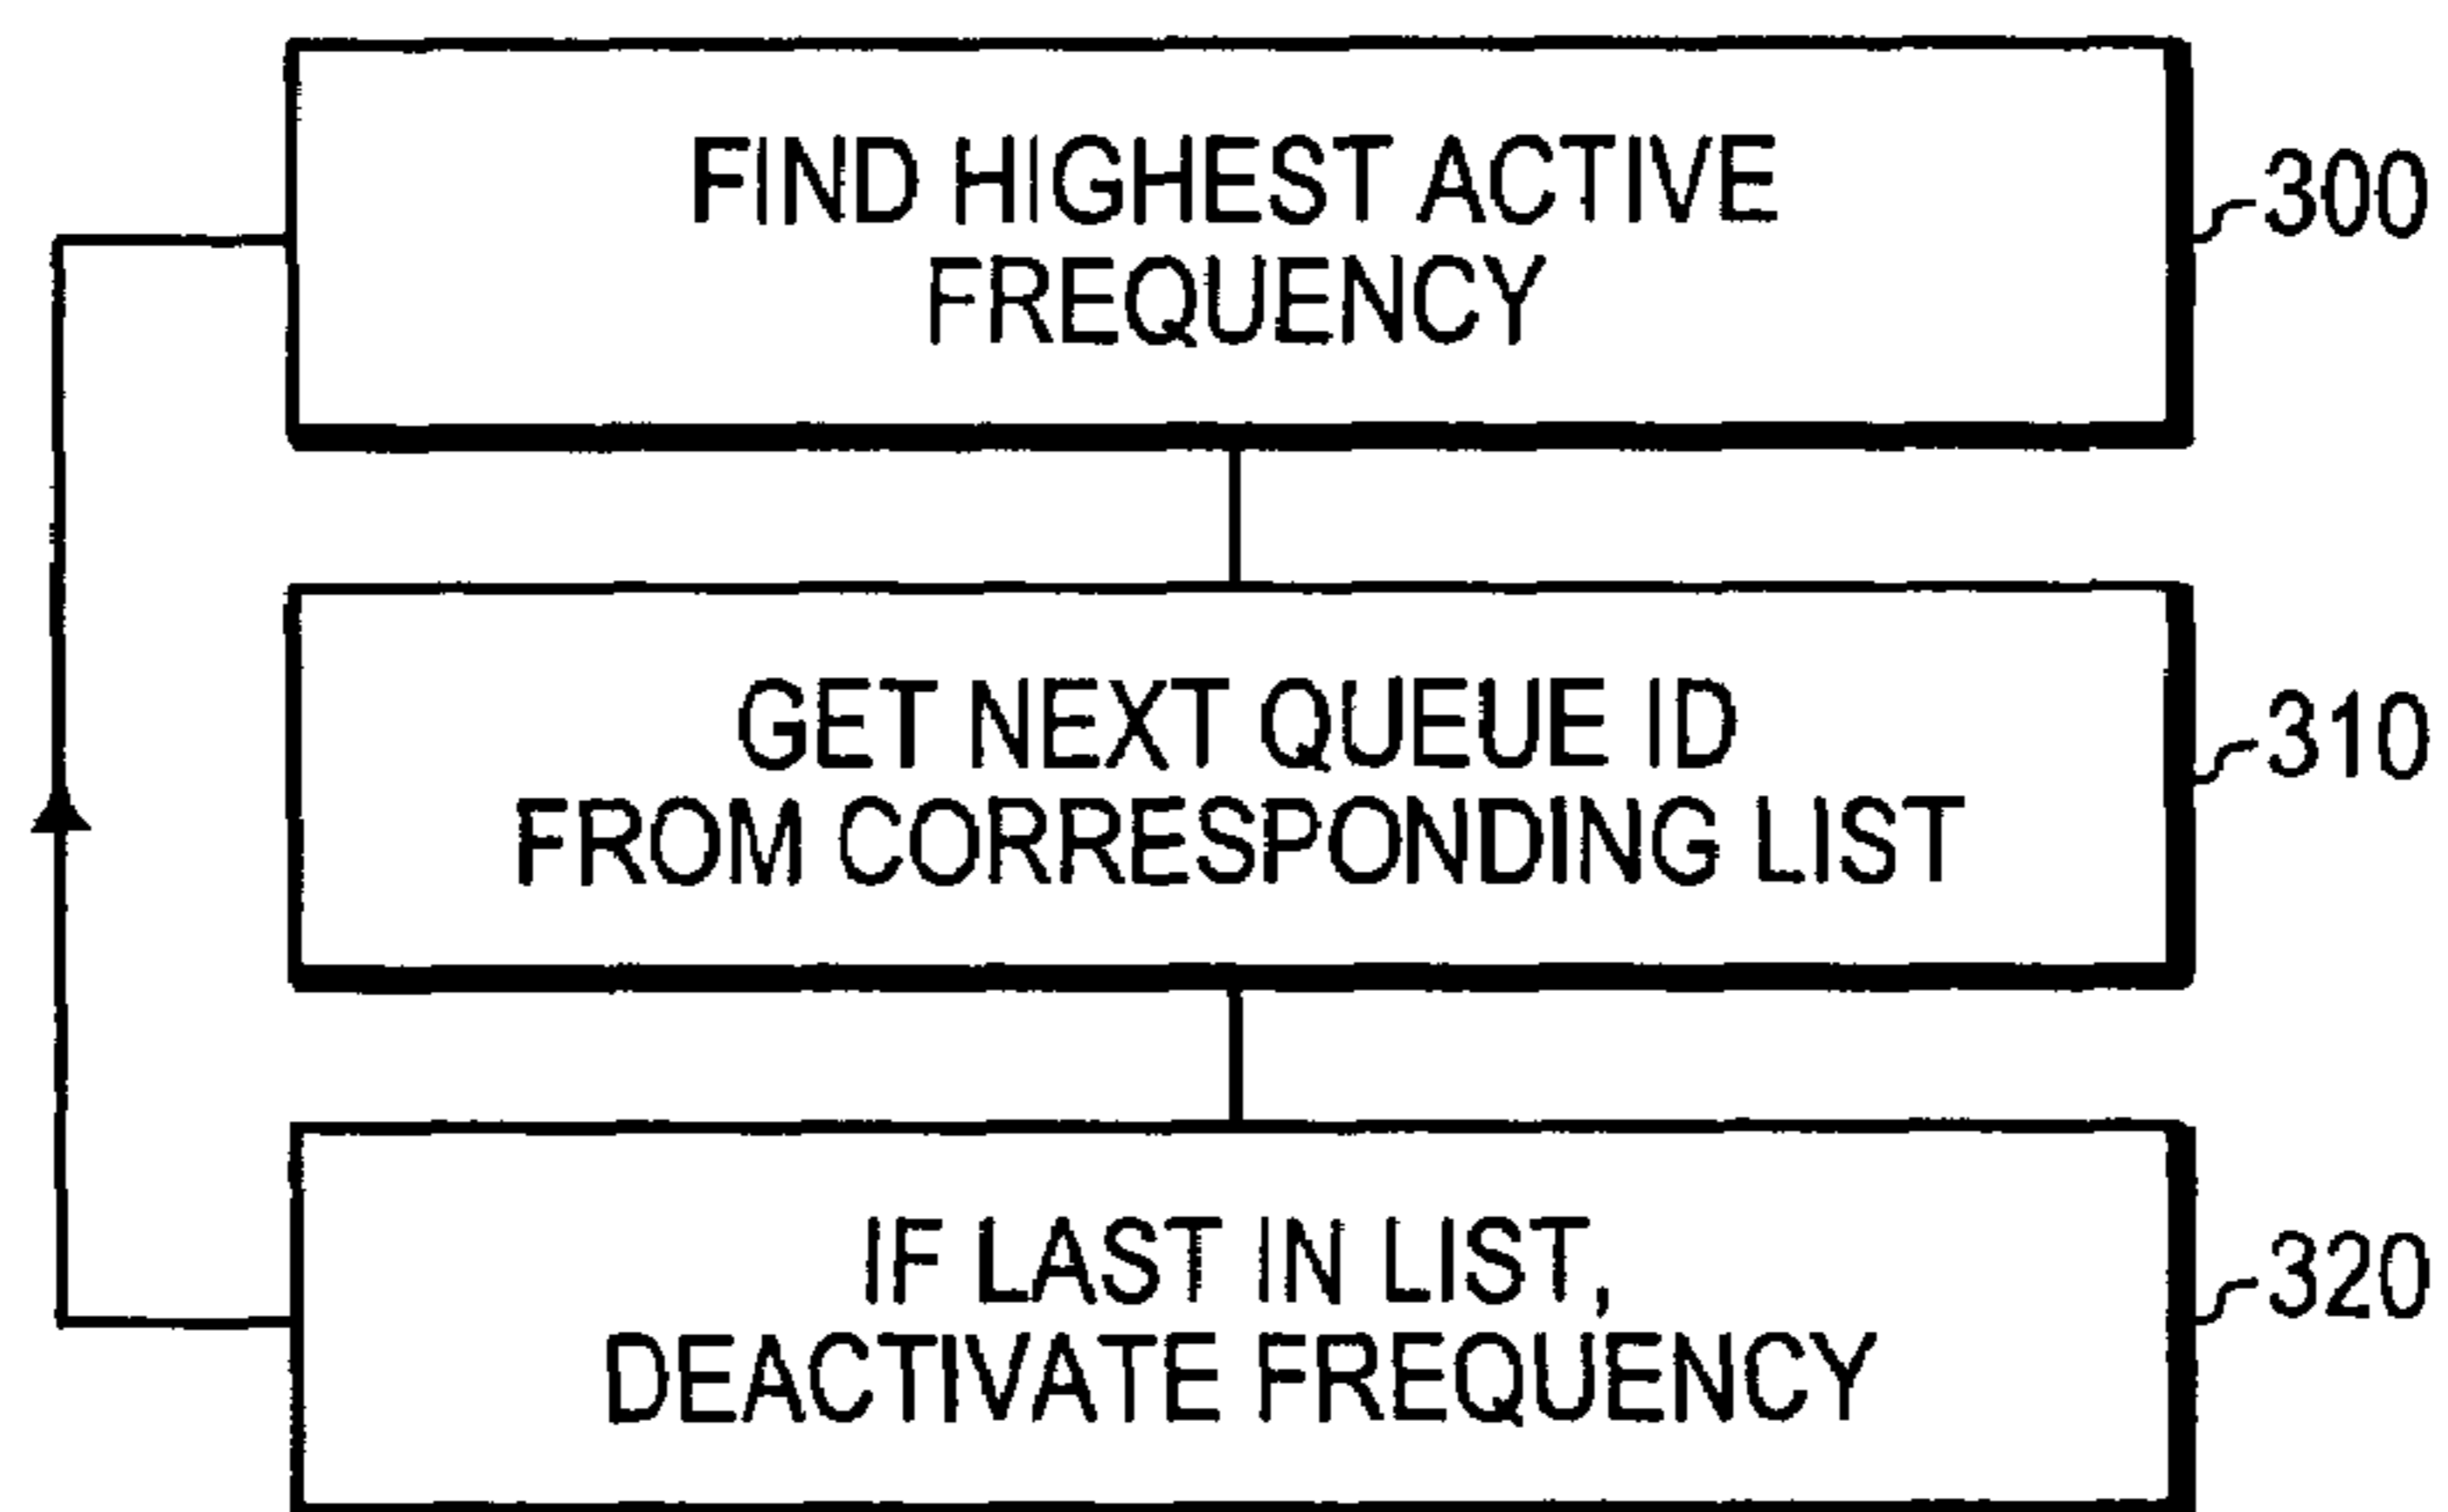 FIND HIGHEST ACTIVE
FREQUENCY
300
GET NEXT QUEUE ID
FROM CORRESPONDING LIST
310
IF LAST IN LIST,
DEACTIVATE FREQUENCY
320